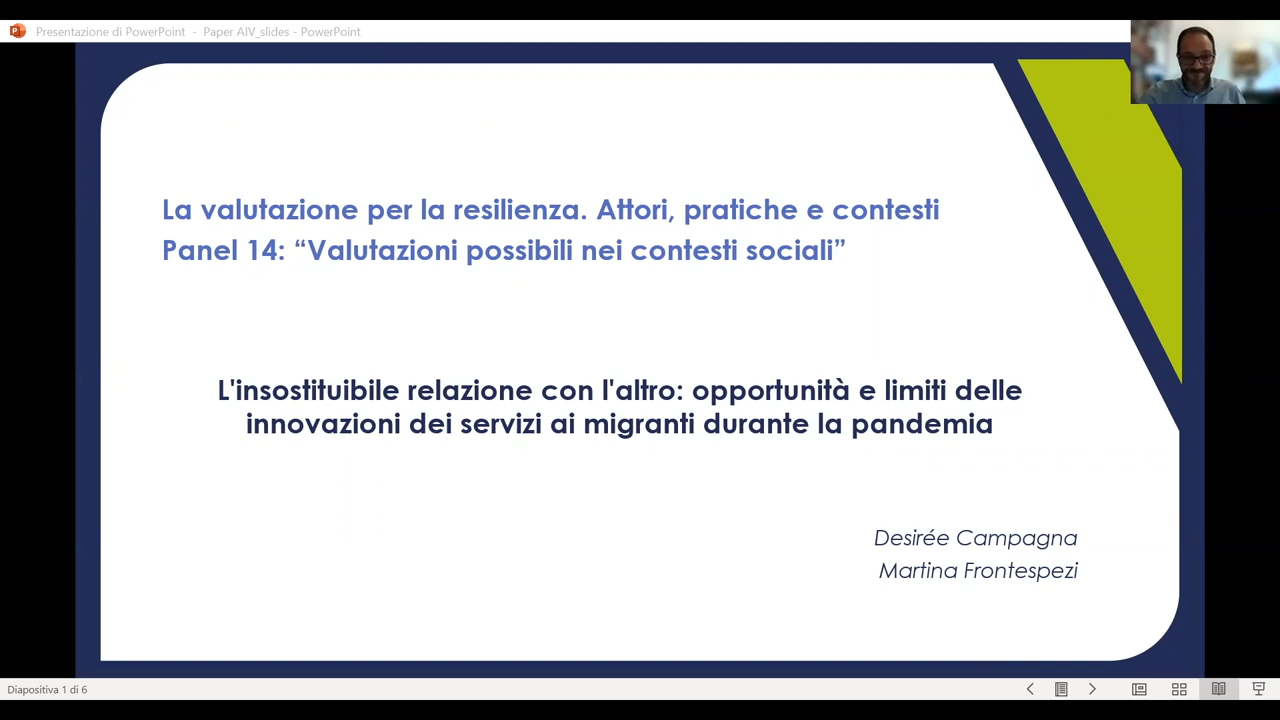 Presentazione di PowerPoint - Paper AIV_slides - PowerPoint
La valutazione per la resilienza. Attori, pratiche e contesti
Panel 14: “Valutazioni possibili nei contesti sociali”
L'insostituibile relazione con l'altro: opportunità e limiti delle
innovazioni dei servizi ai migranti durante la pandemia
Desirée Campagna
Martina Frontespezi
Diapositiva 1 di 6